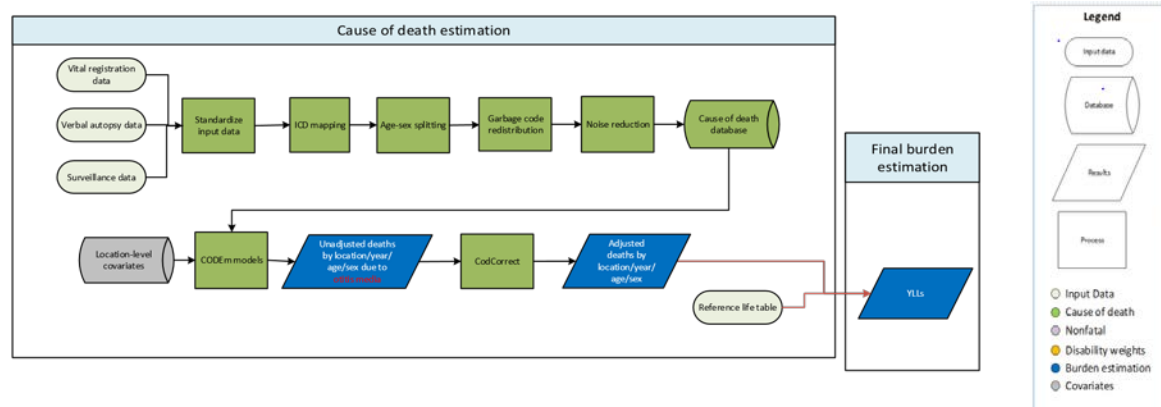 Cause of death estimation
Vital registration
data
Verbal autopsy data
Surveillance data
Standardize
input data
ICD mapping
Age-sex splitting
Garbage code
redistribution
Noise reduction
Cause of death
database
Location-level
covariates
CODEm models
Unadjusted deaths
by location/year/
age/sex due to
CodCorrect
Adjusted
deaths by
location/year/
age/sex
Reference life table
Final burden
estimation
YLLs
Legend
Input data
Database
Results
Process
Input Data
Cause of death
Nonfatal
Disability weights
Burden estimation
Covariates